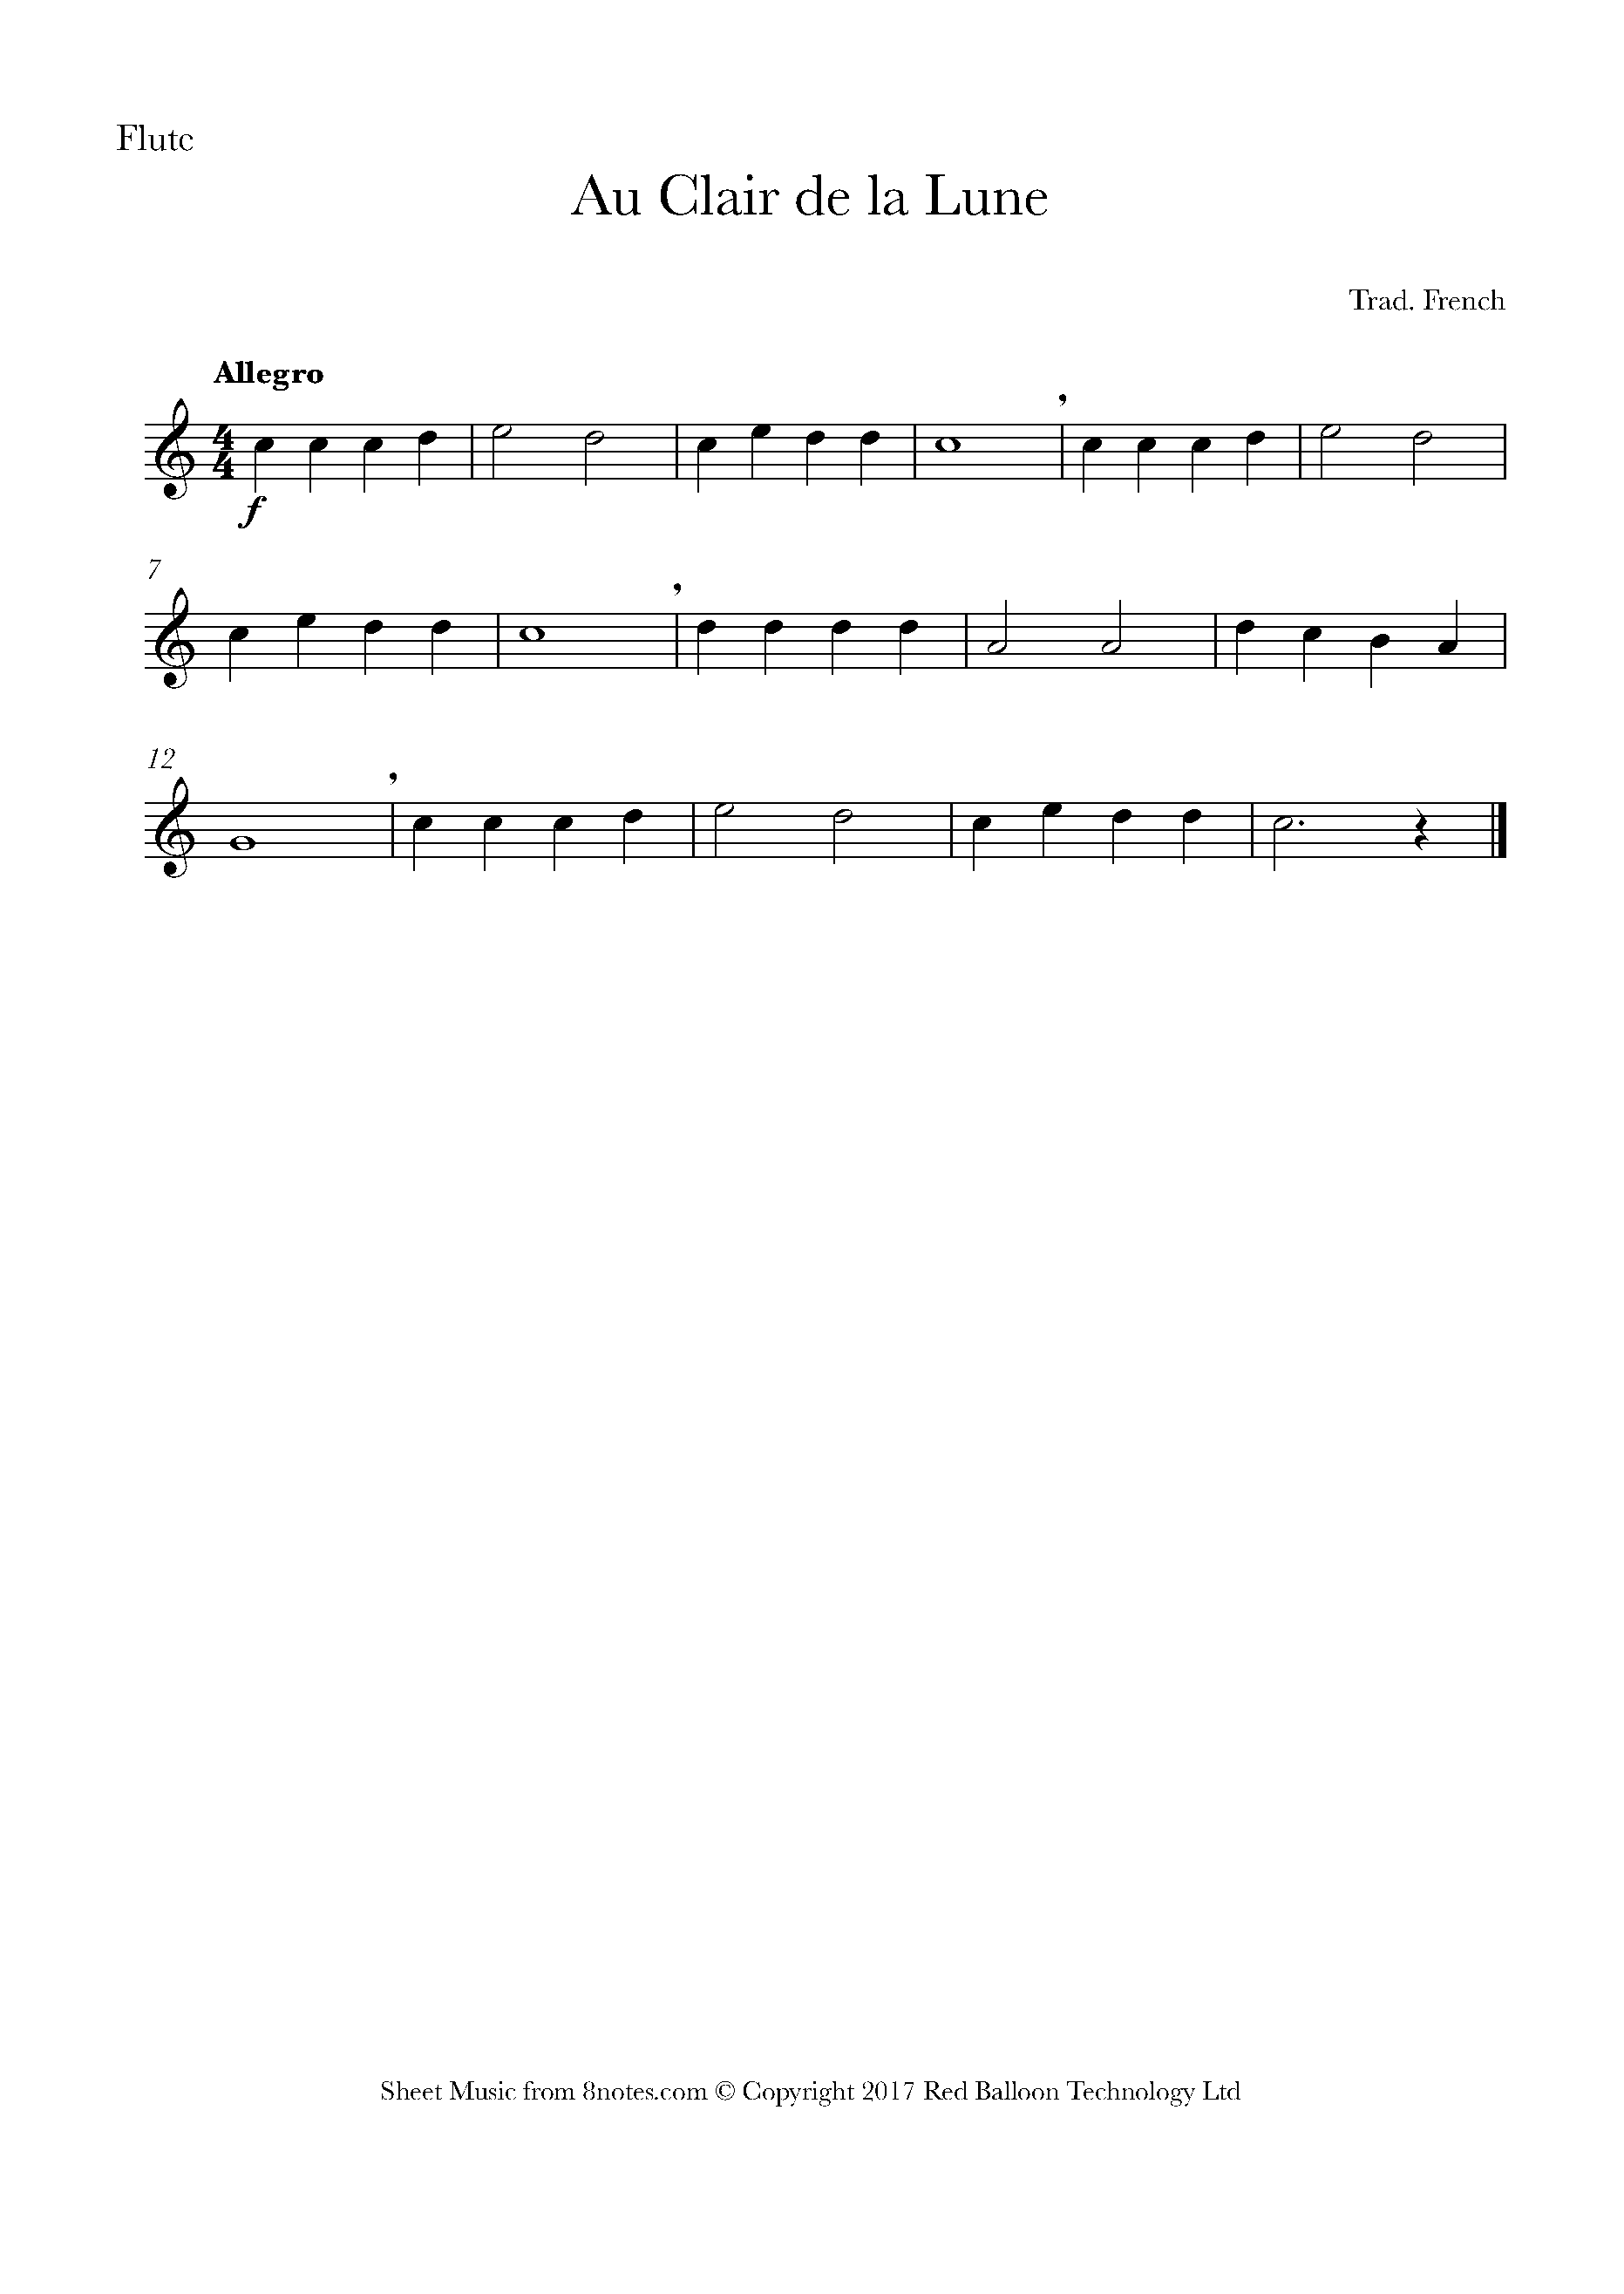 Flute
Au Clair de la Lune
Trad. French
Allegro
4
4
f
7
12
Sheet Music from 8notes.com © Copyright 2017 Red Balloon Technology Ltd